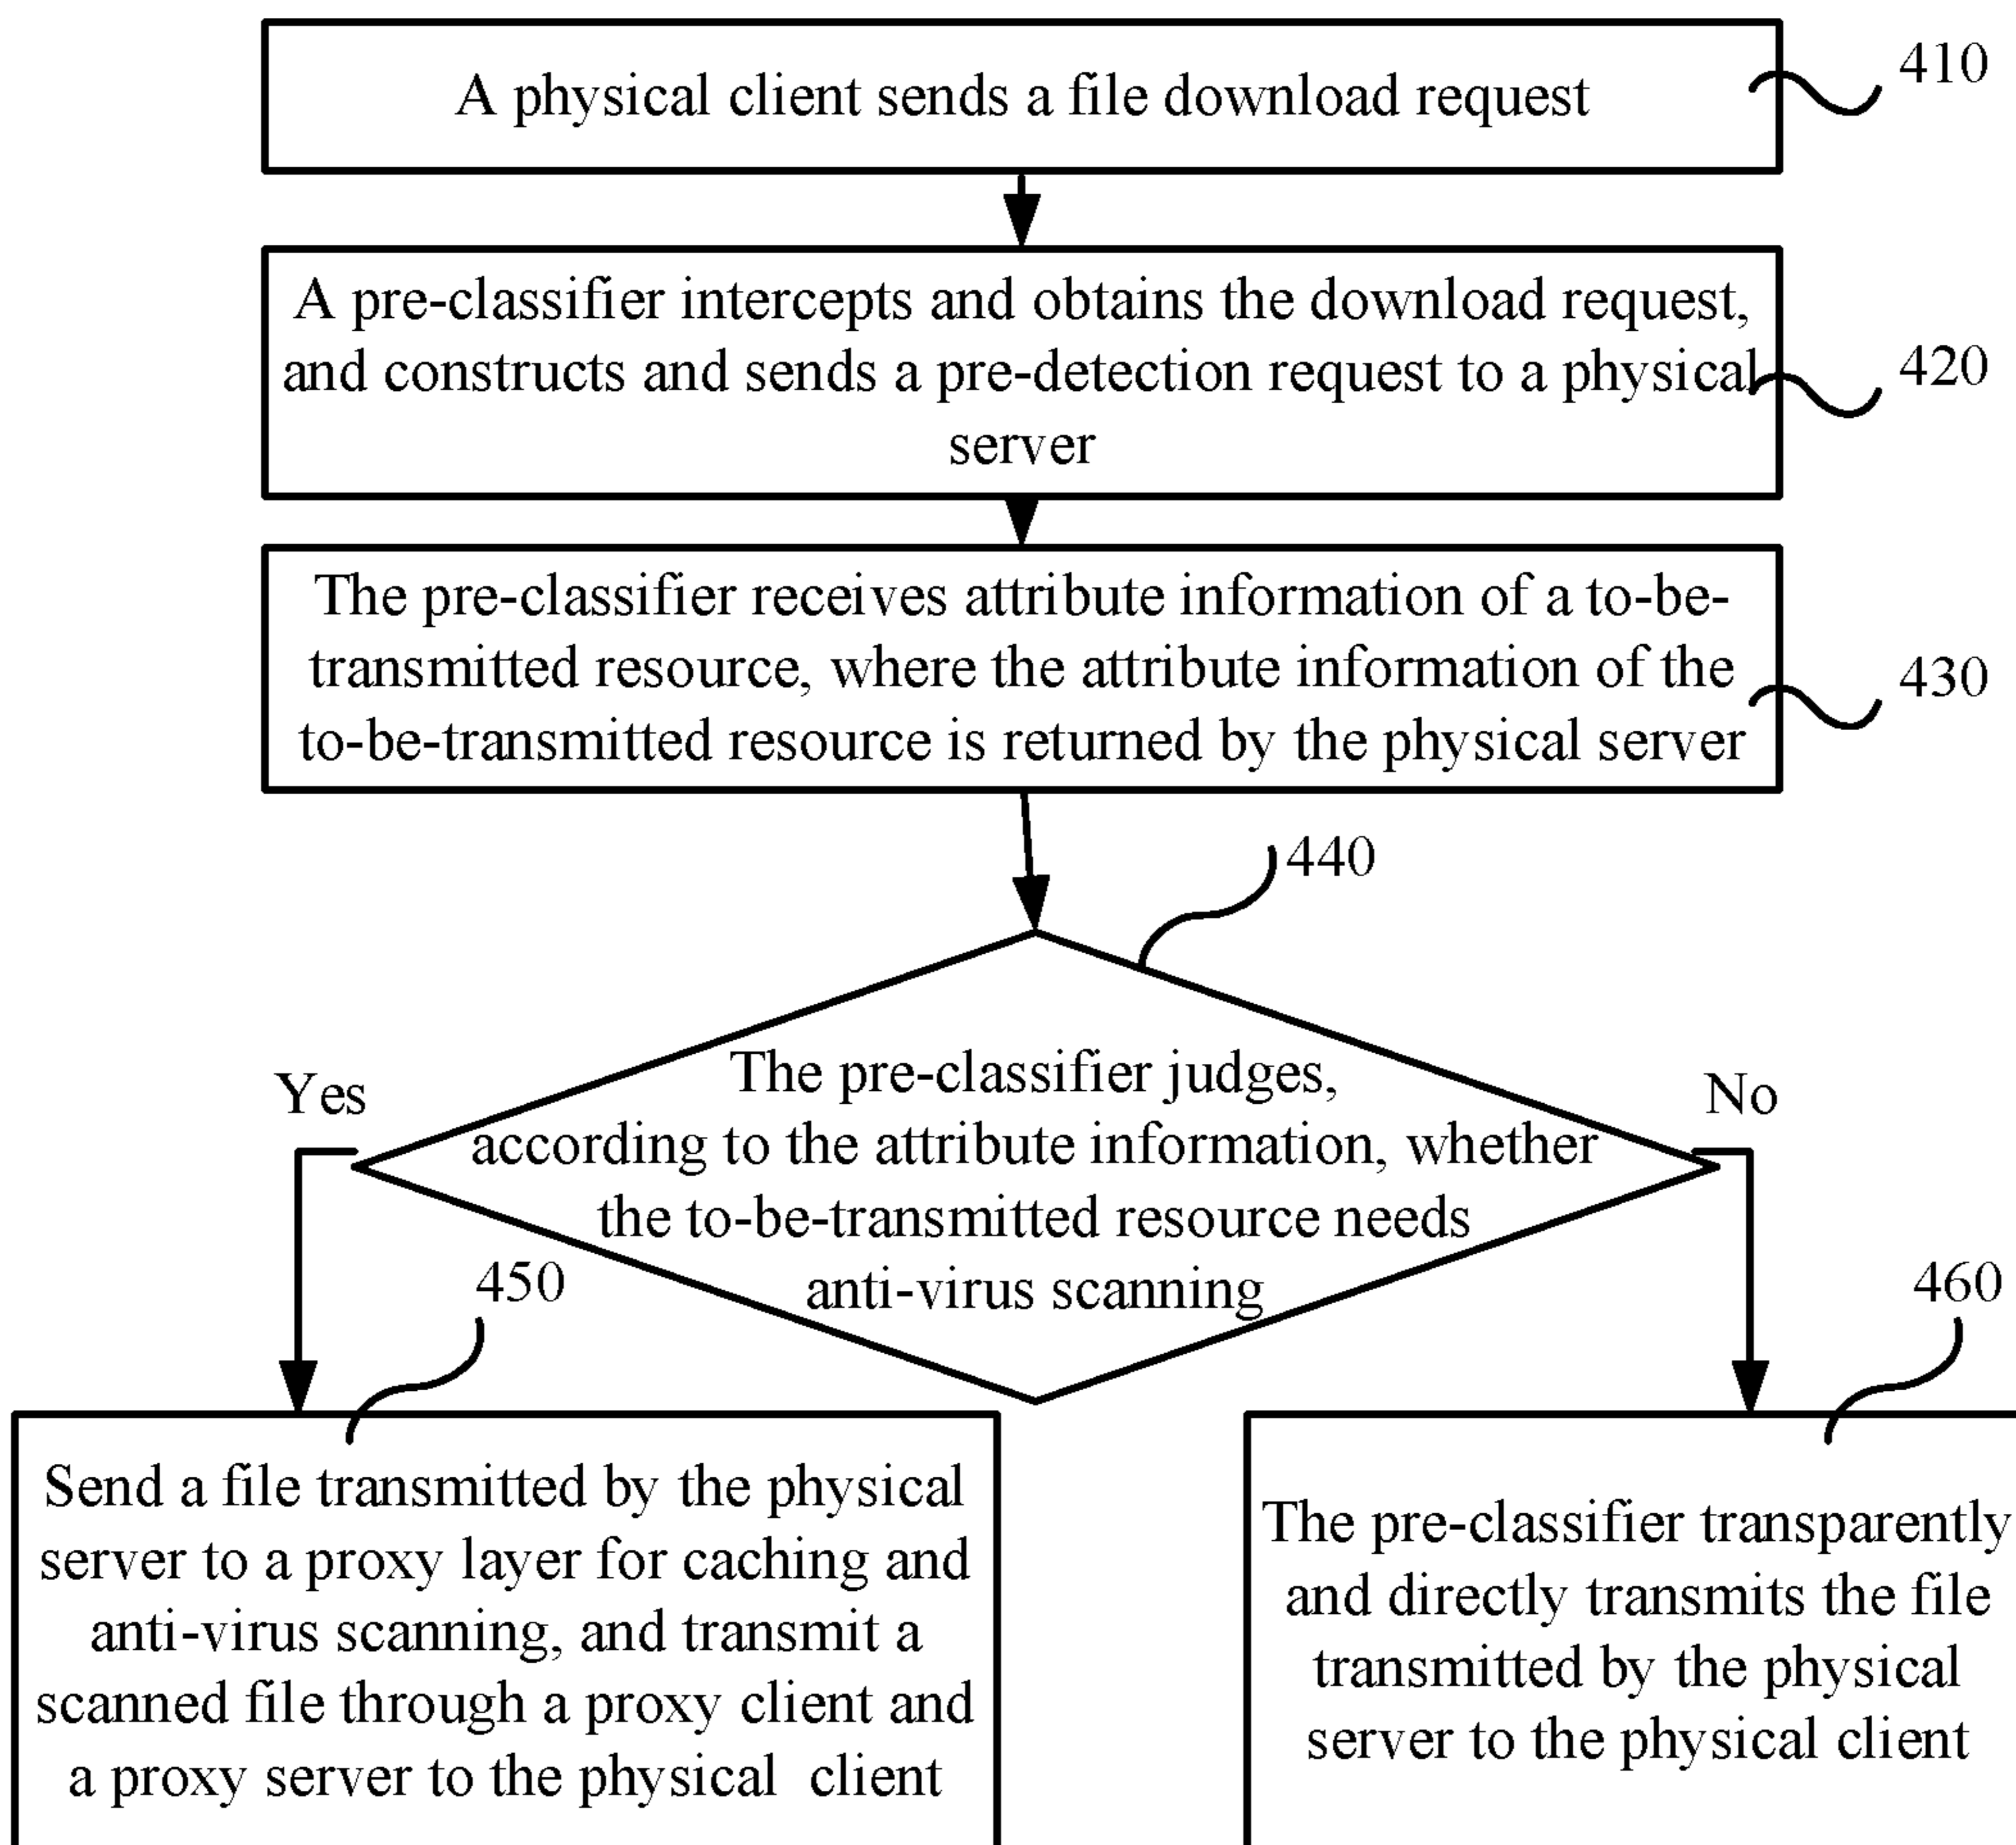 A physical client sends a file download request
410
A pre-classifier intercepts and obtains the download request,
and constructs and sends a pre-detection request to a physical
server
420
The pre-classifier receives attribute information of a to-be-
transmitted resource, where the attribute information of the
to-be-transmitted resource is returned by the physical server
430
440
The pre-classifier judges,
according to the attribute information, whether
the to-be-transmitted resource needs
anti-virus scanning
Yes
No
450
Send a file transmitted by the physical
server to a proxy layer for caching and
anti-virus scanning, and transmit a
scanned file through a proxy client and
a proxy server to the physical client
460
The pre-classifier transparently
and directly transmits the file
transmitted by the physical
server to the physical client